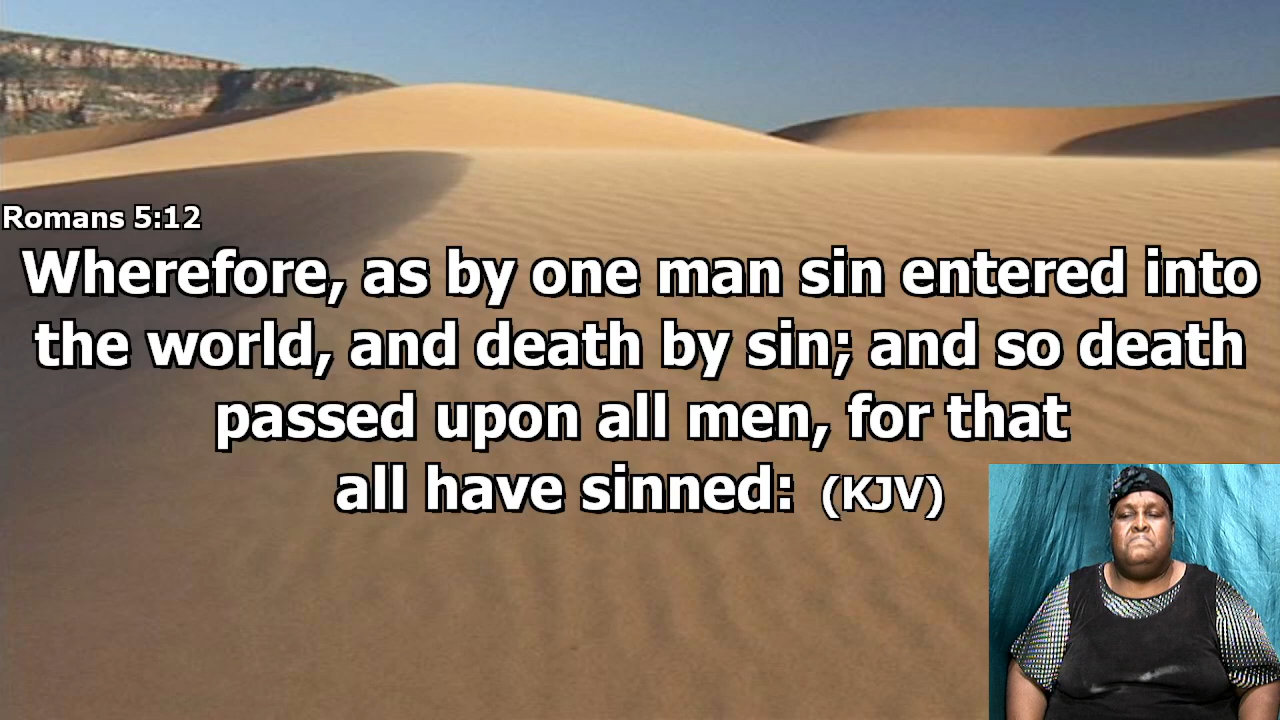 Romans 5:12
Wherefore, as by one man sin entered into
the world, and death by sin; and so death
passed upon all men, for that
all have sinned: (KJV)